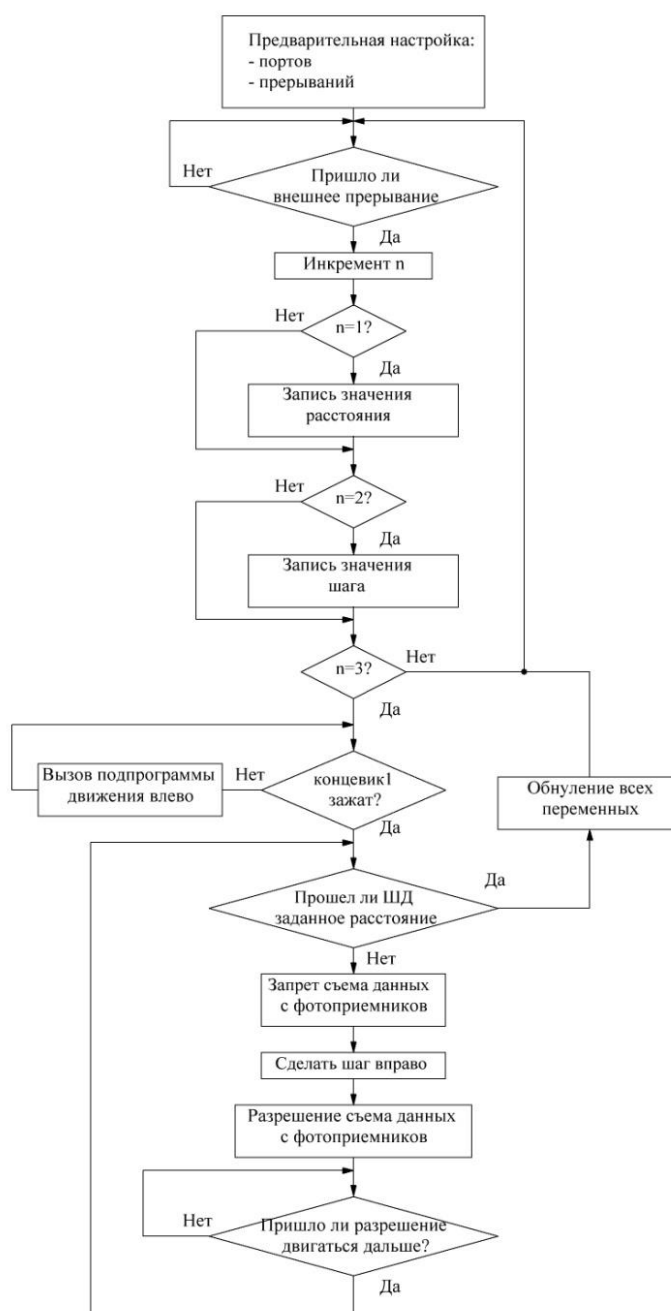 Предварительная настройка:
- портов
- прерываний
Нет
Пришло ли
внешнее прерывание
Да
Инкремент n
Нет
n=1?
Да
Запись значения
расстояния
Нет
n=2?
Да
Запись значения
шага
n=3?
Нет
Да
Вызов подпрограммы
движения влево
Нет
концевик1
зажат?
Обнуление всех
переменных
Да
Прошел ли ШД
заданное расстояние
Да
Нет
Запрет съема данных
с фотоприемников
Сделать шаг вправо
Разрешение съема данных
с фотоприемников
Нет
Пришло ли разрешение
двигаться дальше?
Да